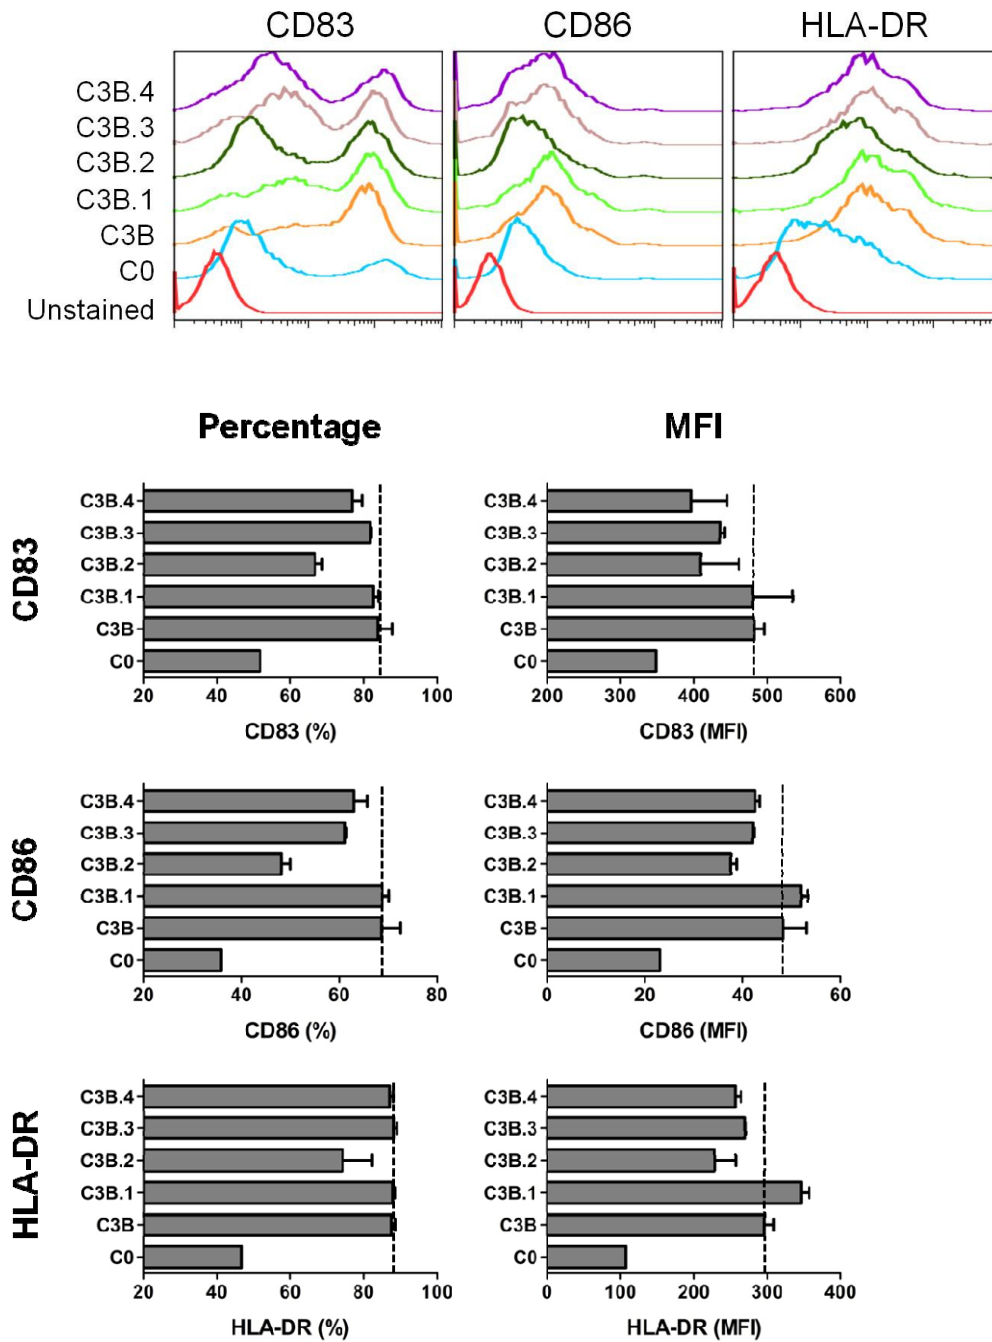 CD83 CD86 HLA-DR
C3B.4
C3B.3
C3B.2
C3B.1
C3B
C0
Unstained
Percentage MFI
CD83
C3B.4
C3B.3
C3B.2
C3B.1
C3B
C0
20 40 60 80 100
CD83 (%)
C3B.4
C3B.3
C3B.2
C3B.1
C3B
C0
200 300 400 500 600
CD83 (MFI)
CD86
C3B.4
C3B.3
C3B.2
C3B.1
C3B
C0
20 40 60 80
CD86 (%)
C3B.4
C3B.3
C3B.2
C3B.1
C3B
C0
0 20 40 60
CD86 (MFI)
HLA-DR
C3B.4
C3B.3
C3B.2
C3B.1
C3B
C0
20 40 60 80 100
HLA-DR (%)
C3B.4
C3B.3
C3B.2
C3B.1
C3B
C0
0 100 200 300 400
HLA-DR (MFI)